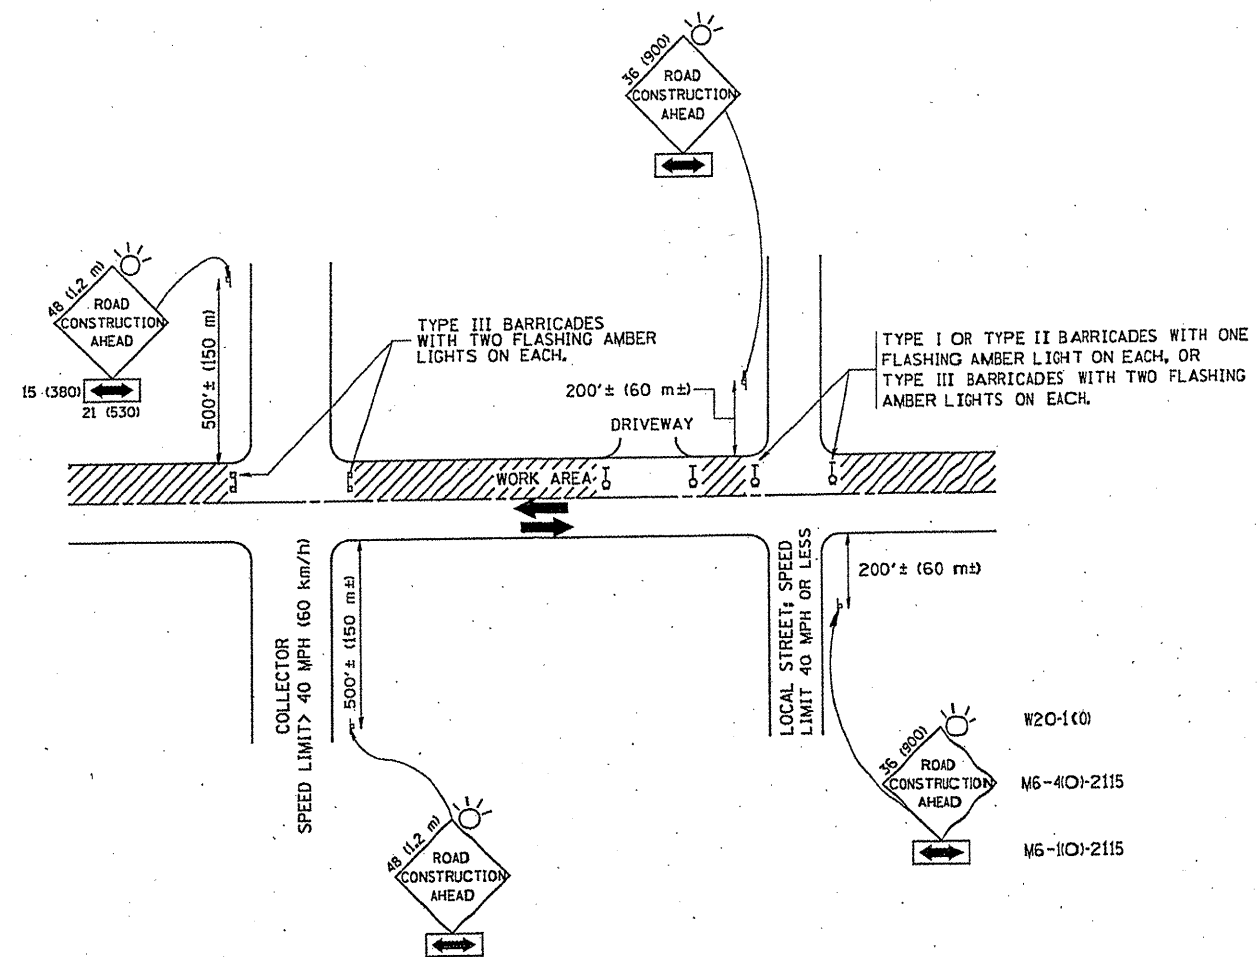 36 (900)
ROAD
CONSTRUCTION
AHEAD
48 (1.2 m)
ROAD
CONSTRUCTION
AHEAD
15 (380)
21 (530)
500'± (150 m)
TYPE III BARRICADES
WITH TWO FLASHING AMBER
LIGHTS ON EACH.
200'± (60 m±)
DRIVEWAY
TYPE I OR TYPE II BARRICADES WITH ONE
FLASHING AMBER LIGHT ON EACH, OR
TYPE III BARRICADES WITH TWO FLASHING
AMBER LIGHTS ON EACH.
WORK AREA
COLLECTOR
SPEED LIMIT> 40 MPH (60 km/h)
500'± (150 m±)
LOCAL STREET; SPEED
LIMIT 40 MPH OR LESS
200'± (60 m±)
48 (1.2 m)
ROAD
CONSTRUCTION
AHEAD
36 (900)
ROAD
CONSTRUCTION
AHEAD
W20-1(O)
M6-4(O)-2115
M6-1(O)-2115